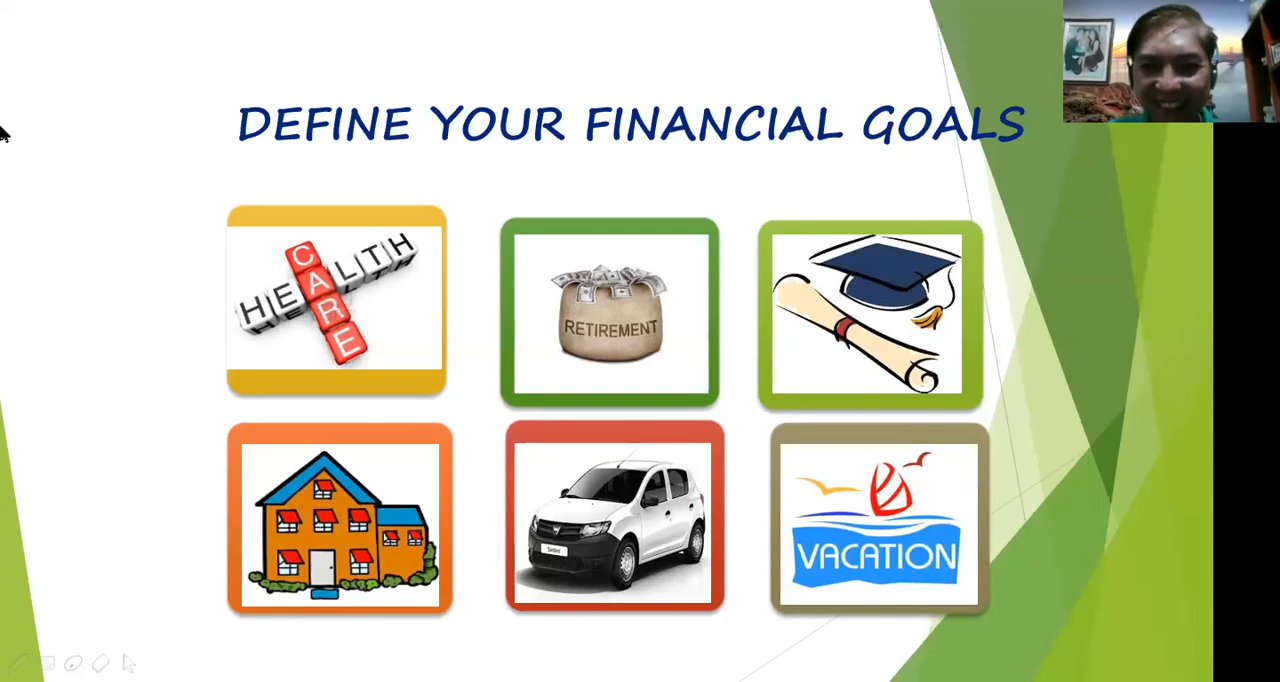 DEFINE YOUR FINANCIAL GOALS
HEALTH
CARE
RETIREMENT
VACATION